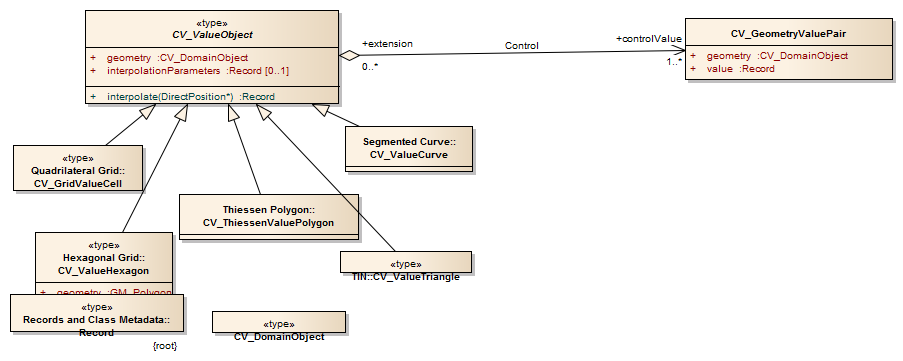 «type»
CV_ValueObject
+ geometry :CV_DomainObject
+ interpolationParameters :Record [0..1]
+ interpolate(DirectPosition*) :Record
+extension
0..*
Control
+controlValue
1..*
CV_GeometryValuePair
+ geometry :CV_DomainObject
+ value :Record
Segmented Curve::
CV_ValueCurve
«type»
Quadrilateral Grid::
CV_GridValueCell
Thiessen Polygon::
CV_ThiessenValuePolygon
«type»
Hexagonal Grid::
CV_ValueHexagon
+ geometry :GM_Polygon
«type»
TIN::CV_ValueTriangle
«type»
Records and Class Metadata::
Record
{root}
«type»
CV_DomainObject